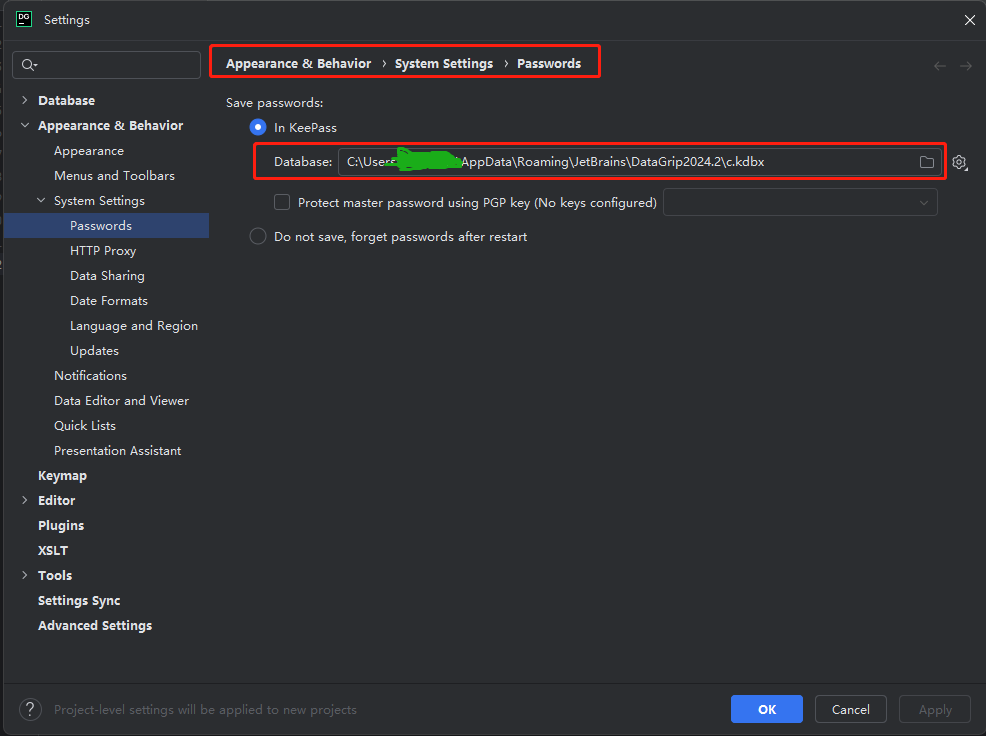 DG
Settings
Appearance & Behavior › System Settings › Passwords
Database
Appearance & Behavior
Appearance
Menus and Toolbars
System Settings
Passwords
HTTP Proxy
Data Sharing
Date Formats
Language and Region
Updates
Notifications
Data Editor and Viewer
Quick Lists
Presentation Assistant
Keymap
Editor
Plugins
XSLT
Tools
Settings Sync
Advanced Settings
Save passwords:
In KeePass
Database: C:\Users \AppData\Roaming\JetBrains\DataGrip2024.2\c.kdbx
Protect master password using PGP key (No keys configured)
Do not save, forget passwords after restart
? Project-level settings will be applied to new projects
OK Cancel Apply